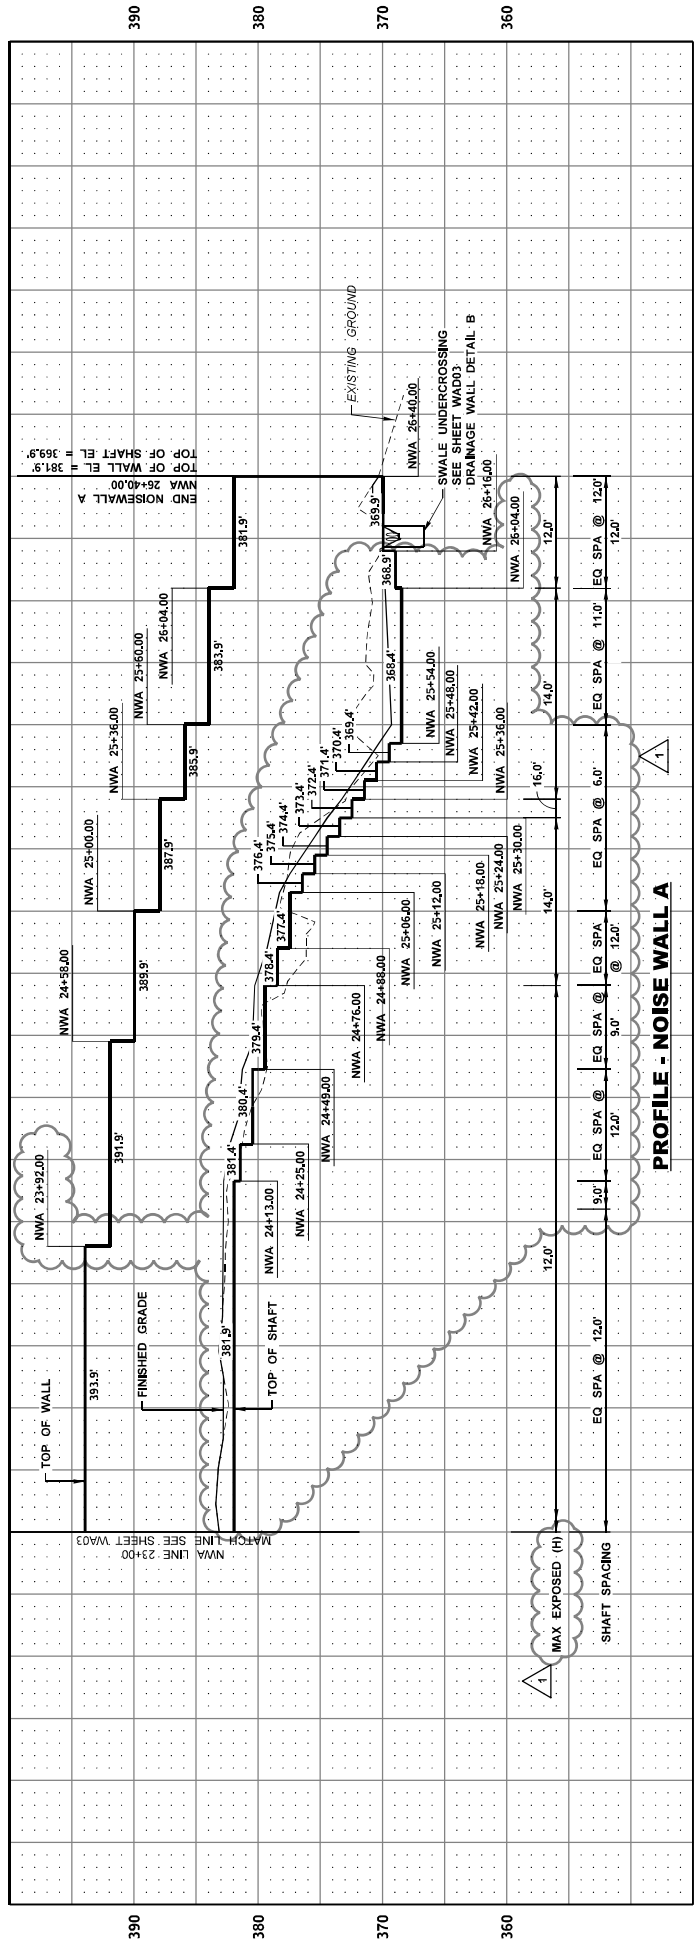 390
380
370
360
TOP OF WALL
393.9'
NWA 23+92.00
391.9'
NWA 24+58.00
389.9'
NWA 25+00.00
387.9'
NWA 25+36.00
385.9'
NWA 25+60.00
383.9'
NWA 26+04.00
381.9'
END NOISEWALL A
NWA 26+40.00
TOP OF WALL EL = 381.9'
TOP OF SHAFT EL = 369.9'
NWA LINE 23+00
MATCH LINE SEE SHEET WA03
FINISHED GRADE
381.9'
TOP OF SHAFT
381.4'
380.4'
379.4'
378.4'
377.4'
376.4'
375.4'
374.4'
373.4'
372.4'
371.4'
370.4'
369.4'
368.4'
368.9'
369.9'
EXISTING GROUND
NWA 24+13.00
NWA 24+25.00
NWA 24+49.00
NWA 24+76.00
NWA 24+88.00
NWA 25+06.00
NWA 25+12.00
NWA 25+18.00
NWA 25+24.00
NWA 25+30.00
NWA 25+36.00
NWA 25+42.00
NWA 25+48.00
NWA 25+54.00
NWA 26+04.00
NWA 26+16.00
NWA 26+40.00
SWALE UNDERCROSSING
SEE SHEET WAD03
DRAINAGE WALL DETAIL B
1
MAX EXPOSED (H)
12.0'
14.0'
16.0'
14.0'
12.0'
SHAFT SPACING
EQ SPA @ 12.0'
9.0'
EQ SPA @
12.0'
EQ SPA @
9.0'
EQ SPA
@ 12.0'
EQ SPA @ 6.0'
EQ SPA @ 11.0'
EQ SPA @ 12.0'
12.0'
1
PROFILE - NOISE WALL A
390
380
370
360